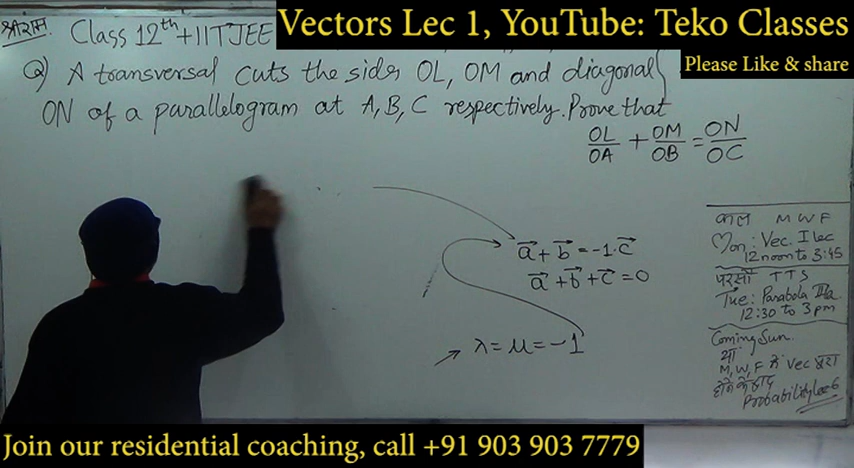 Vectors Lec 1, YouTube: Teko Classes
Please Like & share
श्रीराम Class 12th + IITJEE
Q) A transversal cuts the sides OL, OM and diagonal
ON of a parallelogram at A, B, C respectively. Prove that
OL/OA + OM/OB = ON/OC
a⃗ + b⃗ = -1·c⃗
a⃗ + b⃗ + c⃗ = 0
λ = μ = -1
काल M W F
Mon: Vec. I lec
12 noon to 3:45
परसों T T S
Tue: Parabola
12:30 to 3 pm
Coming Sun.
या
M, W, F में Vec पूरा
होने के बाद
Probability Lec 6
Join our residential coaching, call +91 903 903 7779